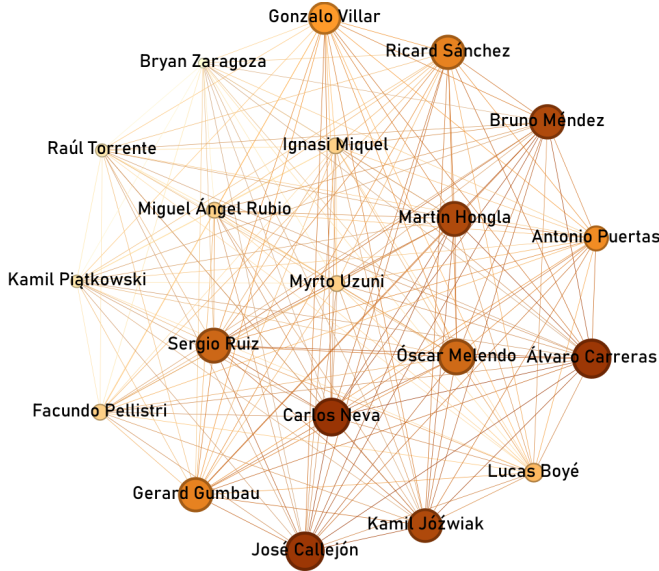 Gonzalo Villar
Ricard Sánchez
Bryan Zaragoza
Bruno Méndez
Ignasi Miquel
Raúl Torrente
Miguel Ángel Rubio
Martin Hongla
Antonio Puertas
Kamil Piątkowski
Myrto Uzuni
Sergio Ruiz
Óscar Melendo
Álvaro Carreras
Facundo Pellistri
Carlos Neva
Lucas Boyé
Gerard Gumbau
Kamil Jóźwiak
José Callejón